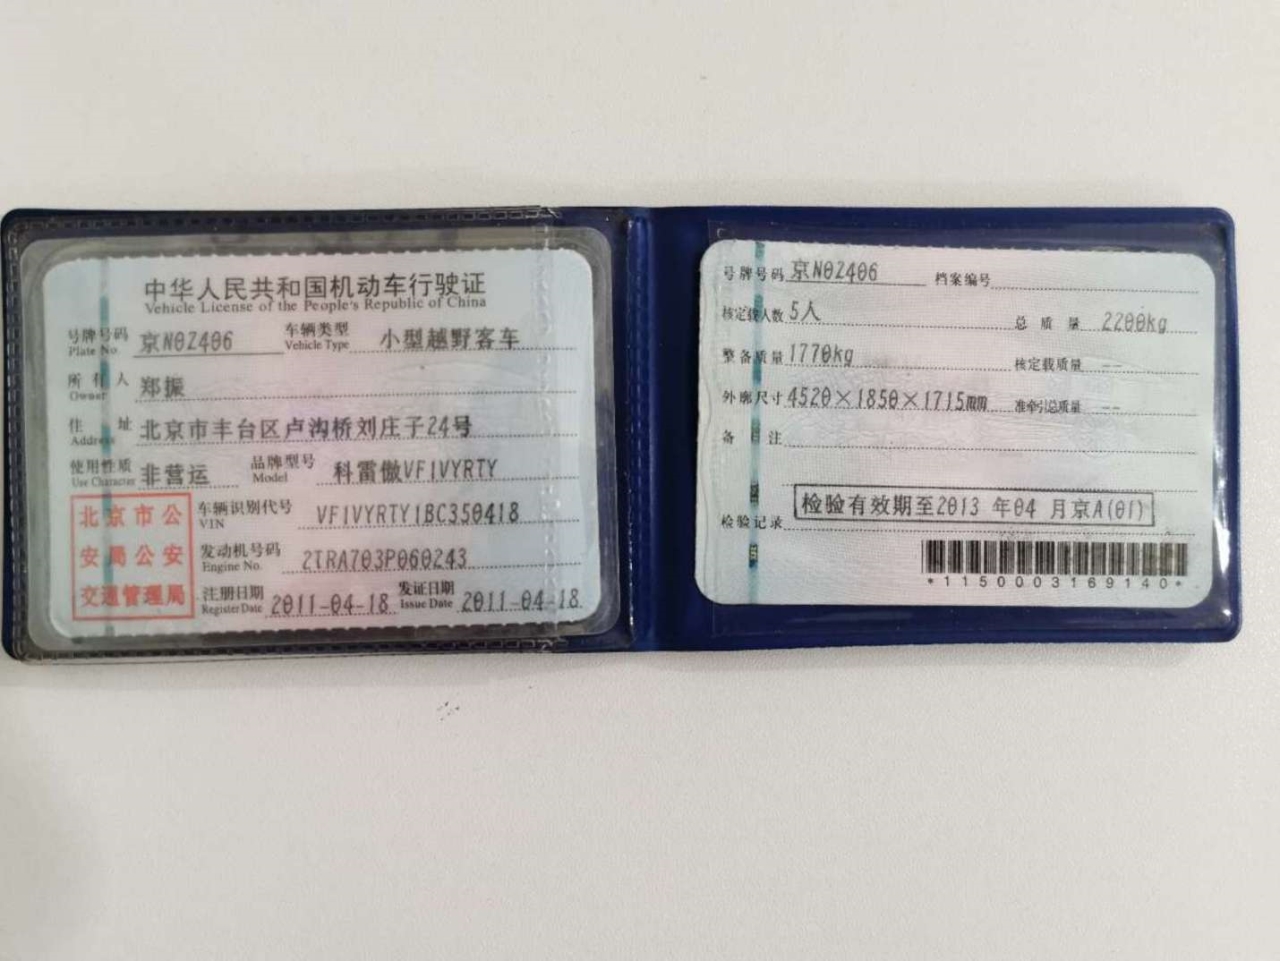 中华人民共和国机动车行驶证
Vehicle License of the People's Republic of China
号牌号码 京N0Z406 车辆类型 小型越野客车
Plate No. Vehicle Type
所有人 郑振
Owner
住址 北京市丰台区卢沟桥刘庄子24号
Address
使用性质 非营运 品牌型号 科雷傲VF1VYRTY
Use Character Model
北京市公
安局公安
交通管理局
车辆识别代号 VF1VYRTY1BC350418
VIN
发动机号码 2TRA703P060243
Engine No.
注册日期 2011-04-18 发证日期 2011-04-18
Register Date Issue Date
号牌号码 京N0Z406 档案编号
核定载人数 5人 总质量 2200kg
整备质量 1770kg 核定载质量 --
外廓尺寸 4520×1850×1715mm 准牵引总质量 --
备注
检验记录 检验有效期至2013年04月京A(01)
*1150003169140*